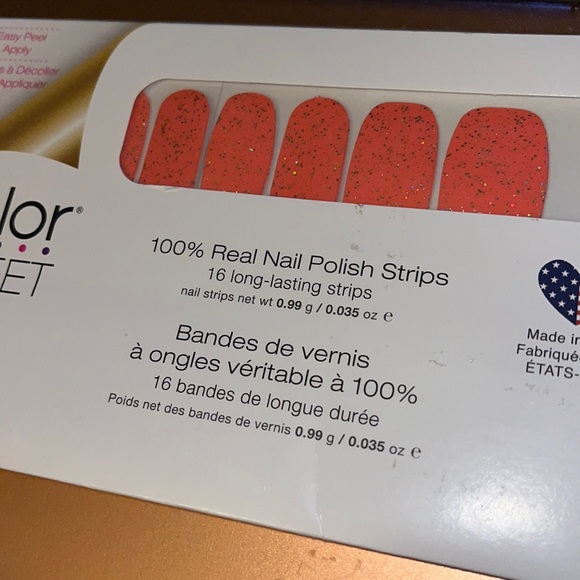 Easy Peel
Apply
s à Décoller
Appliquer
lor®
EET
100% Real Nail Polish Strips
16 long-lasting strips
nail strips net wt 0.99 g / 0.035 oz ℮
Bandes de vernis
à ongles véritable à 100%
16 bandes de longue durée
Poids net des bandes de vernis 0.99 g / 0.035 oz ℮
Made in
Fabriqué
ÉTATS-